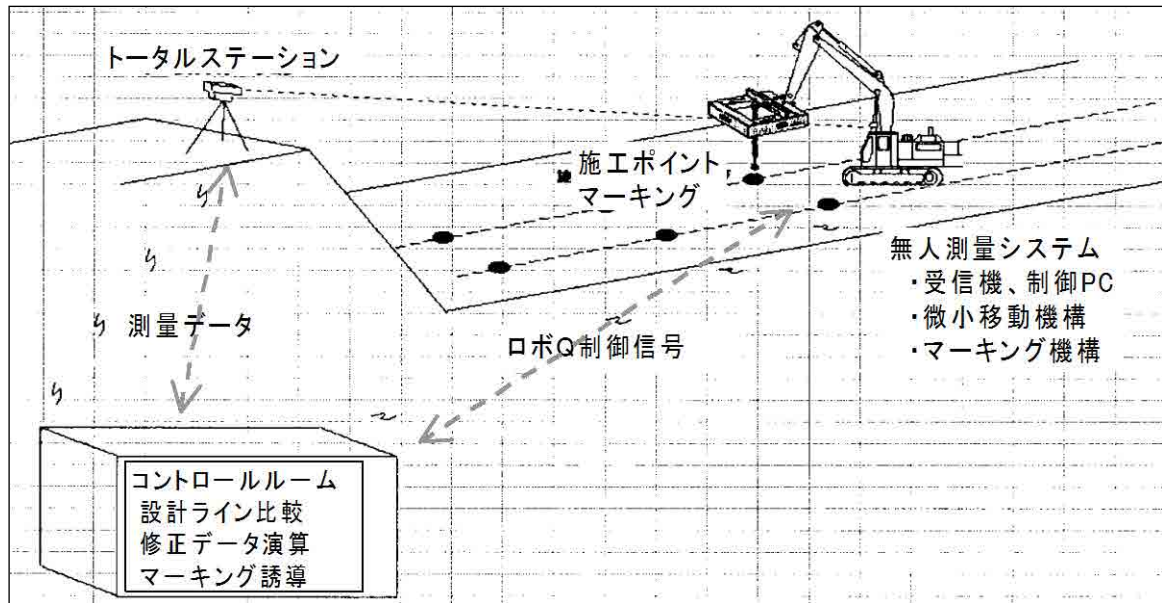 トータルステーション
施工ポイント
マーキング
無人測量システム
・受信機、制御PC
・微小移動機構
・マーキング機構
測量データ
ロボQ制御信号
コントロールルーム
設計ライン比較
修正データ演算
マーキング誘導